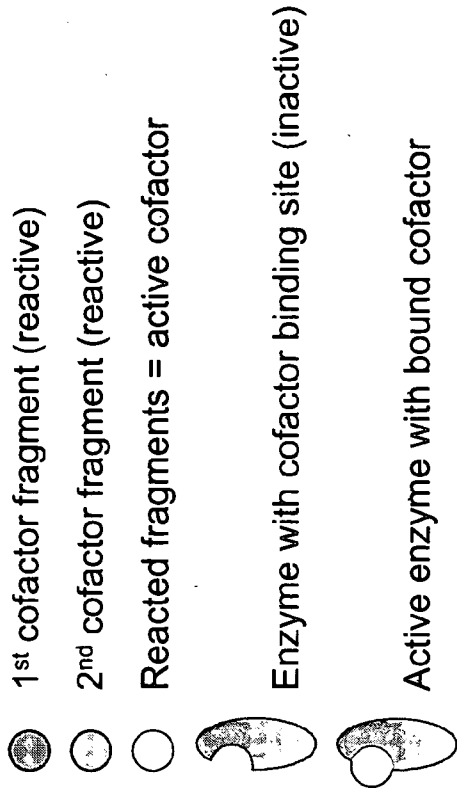 1st cofactor fragment (reactive)
2nd cofactor fragment (reactive)
Reacted fragments = active cofactor
Enzyme with cofactor binding site (inactive)
Active enzyme with bound cofactor